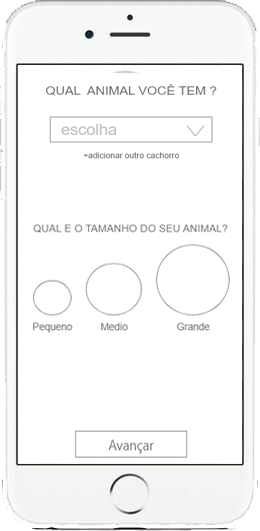 QUAL ANIMAL VOCÊ TEM ?
escolha
+adicionar outro cachorro
QUAL E O TAMANHO DO SEU ANIMAL?
Pequeno Medio Grande
Avançar